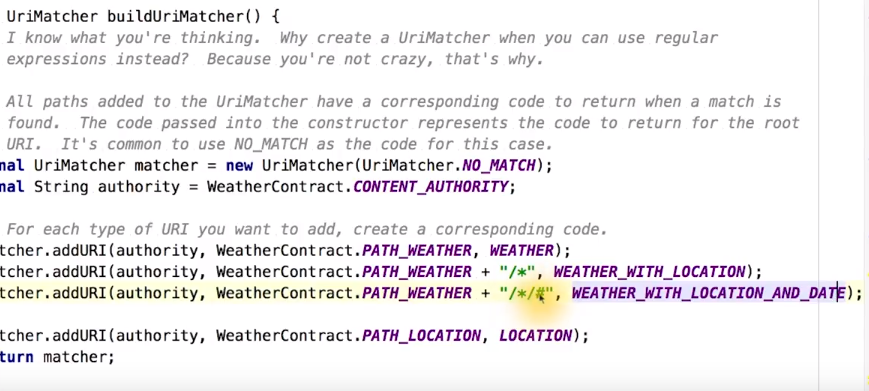 UriMatcher buildUriMatcher() {
I know what you're thinking.  Why create a UriMatcher when you can use regular
expressions instead?  Because you're not crazy, that's why.
All paths added to the UriMatcher have a corresponding code to return when a match is
found.  The code passed into the constructor represents the code to return for the root
URI.  It's common to use NO_MATCH as the code for this case.
nal UriMatcher matcher = new UriMatcher(UriMatcher.NO_MATCH);
nal String authority = WeatherContract.CONTENT_AUTHORITY;
For each type of URI you want to add, create a corresponding code.
tcher.addURI(authority, WeatherContract.PATH_WEATHER, WEATHER);
tcher.addURI(authority, WeatherContract.PATH_WEATHER + "/*", WEATHER_WITH_LOCATION);
tcher.addURI(authority, WeatherContract.PATH_WEATHER + "/*/#", WEATHER_WITH_LOCATION_AND_DATE);
tcher.addURI(authority, WeatherContract.PATH_LOCATION, LOCATION);
turn matcher;